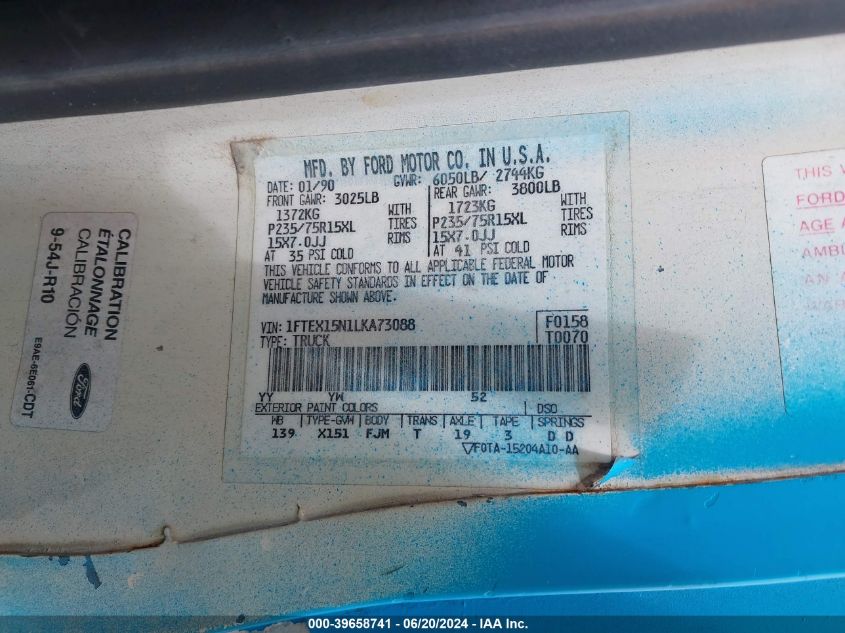 MFD. BY FORD MOTOR CO. IN U.S.A.
DATE: 01/90 GVWR: 6050LB/ 2744KG
FRONT GAWR: 3025LB REAR GAWR: 3800LB
1372KG WITH 1723KG WITH
P235/75R15XL TIRES P235/75R15XL TIRES
15X7.0JJ RIMS 15X7.0JJ RIMS
AT 35 PSI COLD AT 41 PSI COLD
THIS VEHICLE CONFORMS TO ALL APPLICABLE FEDERAL MOTOR
VEHICLE SAFETY STANDARDS IN EFFECT ON THE DATE OF
MANUFACTURE SHOWN ABOVE.
VIN: 1FTEX15N1LKA73088 F0158
TYPE: TRUCK T0070
YY YW 52
EXTERIOR PAINT COLORS DSO
WB TYPE-GVW BODY TRANS AXLE TAPE SPRINGS
139 X151 FJM T 19 3 D D
F0TA-15204A10-AA
CALIBRATION
ÉTALONNAGE
CALIBRACIÓN
9-54J-R10
Ford
E9AE-6E061-CDT
THIS
FORD
AGE
AMBU
AN
WAR
000-39658741 / 06/20/2024 - IAA Inc.